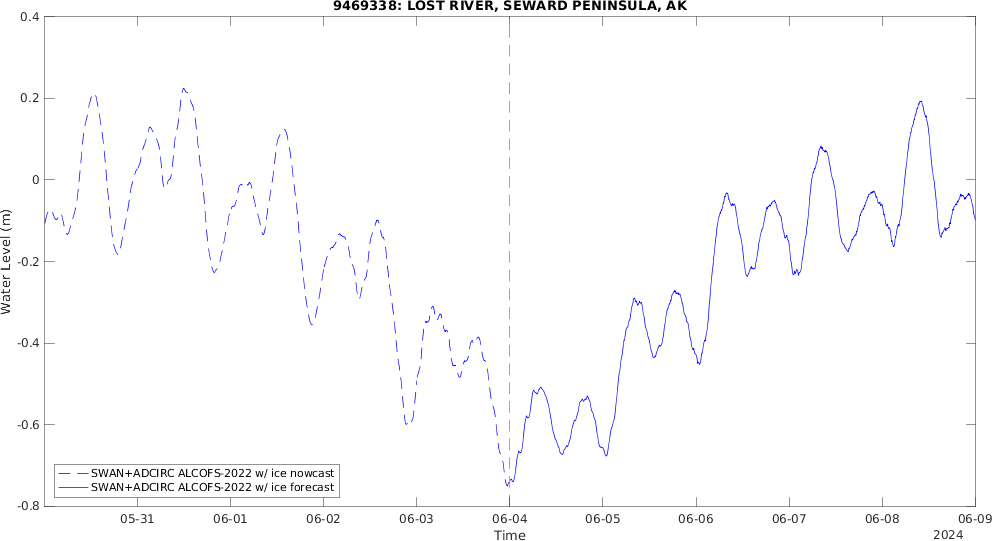 9469338: LOST RIVER, SEWARD PENINSULA, AK
0.4
0.2
0
-0.2
-0.4
-0.6
-0.8
Water Level (m)
SWAN+ADCIRC ALCOFS-2022 w/ ice nowcast
SWAN+ADCIRC ALCOFS-2022 w/ ice forecast
05-31 06-01 06-02 06-03 06-04 06-05 06-06 06-07 06-08 06-09
Time
2024